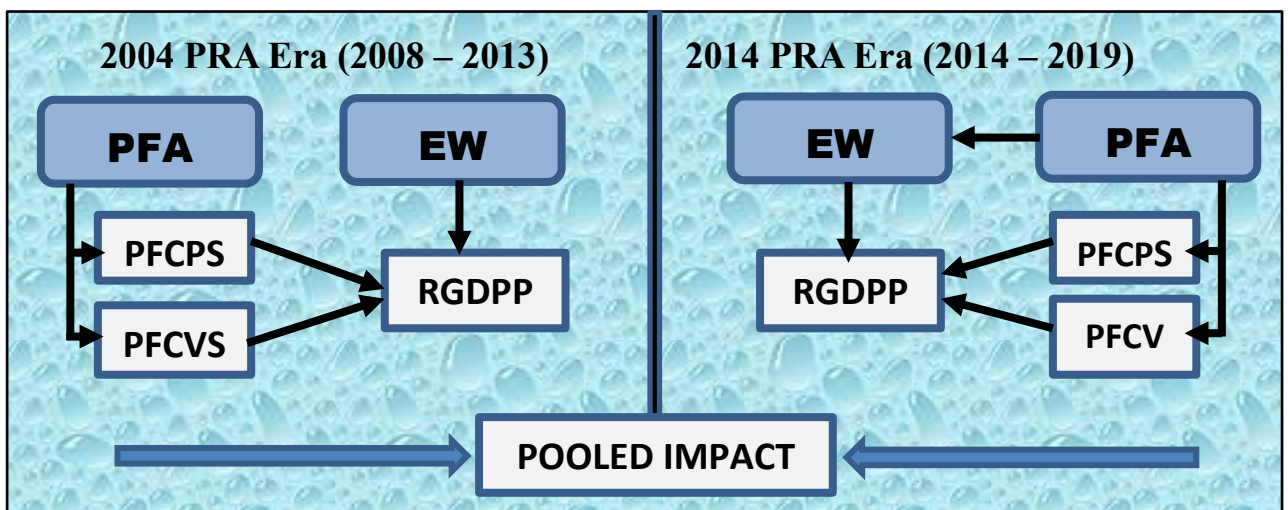 2004 PRA Era (2008 – 2013)
PFA
EW
PFCPS
PFCVS
RGDPP
2014 PRA Era (2014 – 2019)
EW
PFA
RGDPP
PFCPS
PFCV
POOLED IMPACT